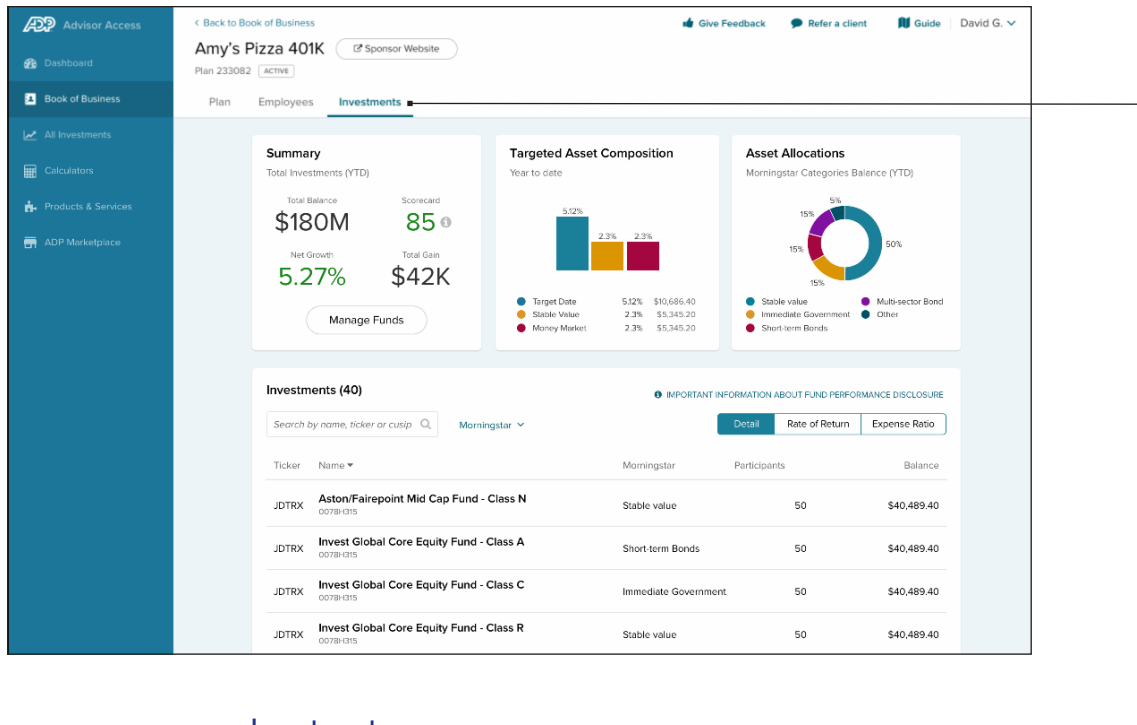 ADP Advisor Access
Dashboard
Book of Business
All Investments
Calculators
Products & Services
ADP Marketplace
< Back to Book of Business
Give Feedback
Refer a client
Guide
David G.
Amy's Pizza 401K
Sponsor Website
Plan 233082 ACTIVE
Plan Employees Investments
Summary
Total Investments (YTD)
Total Balance Scorecard
$180M 85
Net Growth Total Gain
5.27% $42K
Manage Funds
Targeted Asset Composition
Year to date
5.12%
2.3% 2.3%
Target Date 5.12% $10,686.40
Stable Value 2.3% $5,345.20
Money Market 2.3% $5,345.20
Asset Allocations
Morningstar Categories Balance (YTD)
5%
15%
50%
15%
15%
Stable value Multi-sector Bond
Immediate Government Other
Short-term Bonds
Investments (40)
IMPORTANT INFORMATION ABOUT FUND PERFORMANCE DISCLOSURE
Search by name, ticker or cusip Morningstar Detail Rate of Return Expense Ratio
Ticker Name Morningstar Participants Balance
JDTRX Aston/Fairepoint Mid Cap Fund - Class N Stable value 50 $40,489.40
0078H315
JDTRX Invest Global Core Equity Fund - Class A Short-term Bonds 50 $40,489.40
0078H315
JDTRX Invest Global Core Equity Fund - Class C Immediate Government 50 $40,489.40
0078H315
JDTRX Invest Global Core Equity Fund - Class R Stable value 50 $40,489.40
0078H315